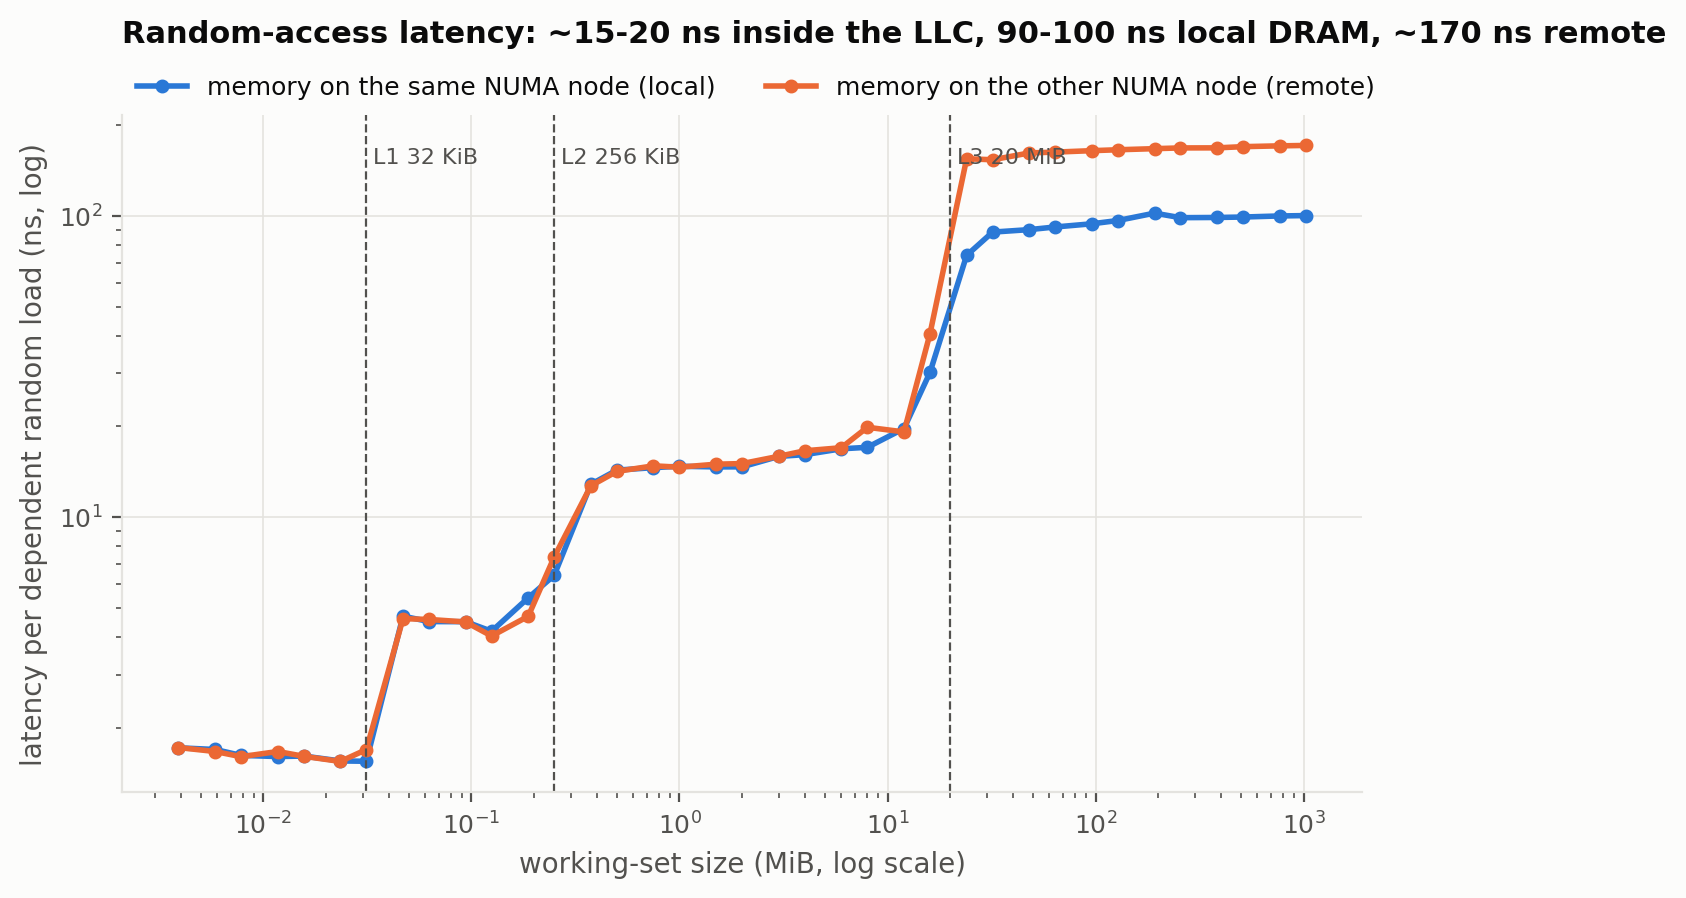 Random-access latency: ~15-20 ns inside the LLC, 90-100 ns local DRAM, ~170 ns remote
memory on the same NUMA node (local)
memory on the other NUMA node (remote)
L1 32 KiB
L2 256 KiB
L3 20 MiB
latency per dependent random load (ns, log)
10²
10¹
10⁻²
10⁻¹
10⁰
10¹
10²
10³
working-set size (MiB, log scale)